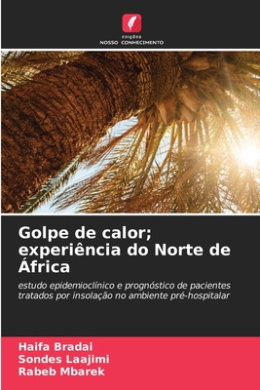 edições
NOSSO CONHECIMENTO
Golpe de calor;
experiência do Norte de
África
estudo epidemioclínico e prognóstico de pacientes
tratados por insolação no ambiente pré-hospitalar
Haifa Bradai
Sondes Laajimi
Rabeb Mbarek